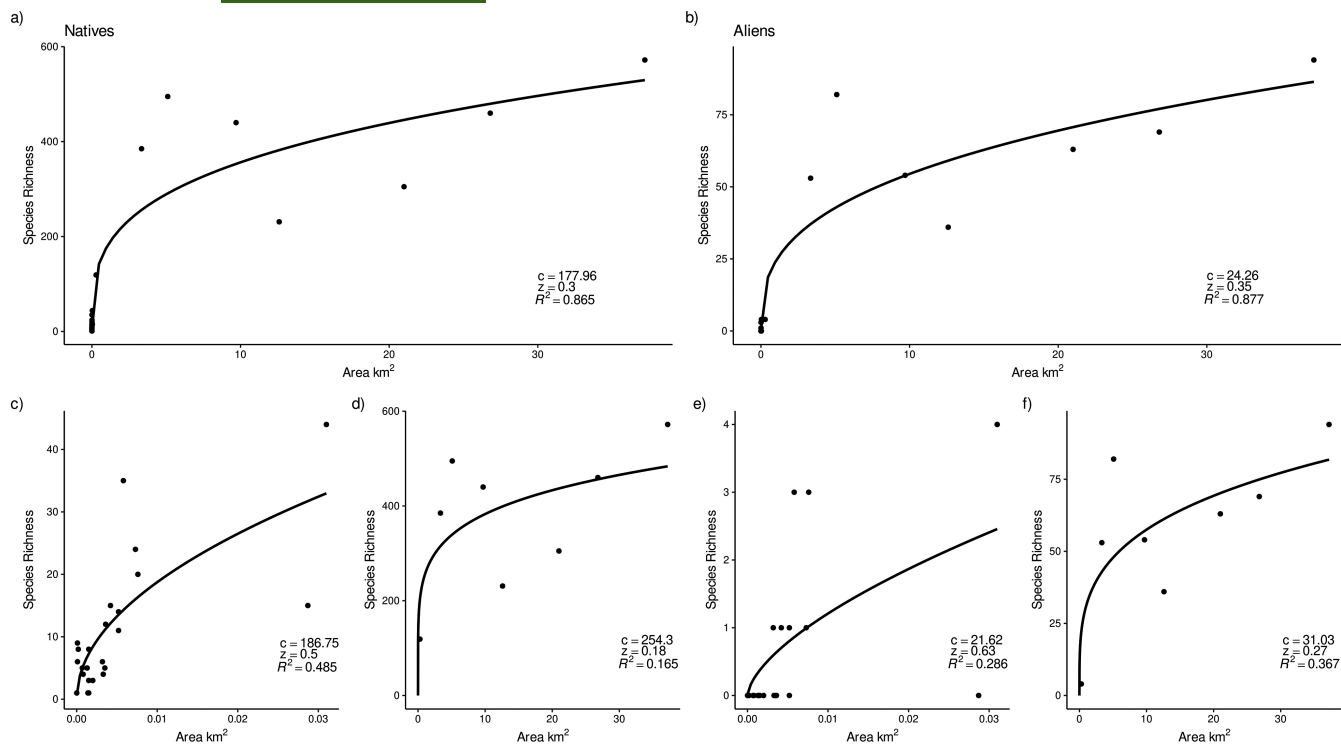 a)
Natives
600
400
200
0
Species Richness
0 10 20 30
Area km²
c = 177.96
z = 0.3
R² = 0.865
b)
Aliens
75
50
25
0
Species Richness
0 10 20 30
Area km²
c = 24.26
z = 0.35
R² = 0.877
c)
40
30
20
10
0
Species Richness
0.00 0.01 0.02 0.03
Area km²
c = 186.75
z = 0.5
R² = 0.485
d)
600
400
200
0
Species Richness
0 10 20 30
Area km²
c = 254.3
z = 0.18
R² = 0.165
e)
4
3
2
1
0
Species Richness
0.00 0.01 0.02 0.03
Area km²
c = 21.62
z = 0.63
R² = 0.286
f)
75
50
25
0
Species Richness
0 10 20 30
Area km²
c = 31.03
z = 0.27
R² = 0.367